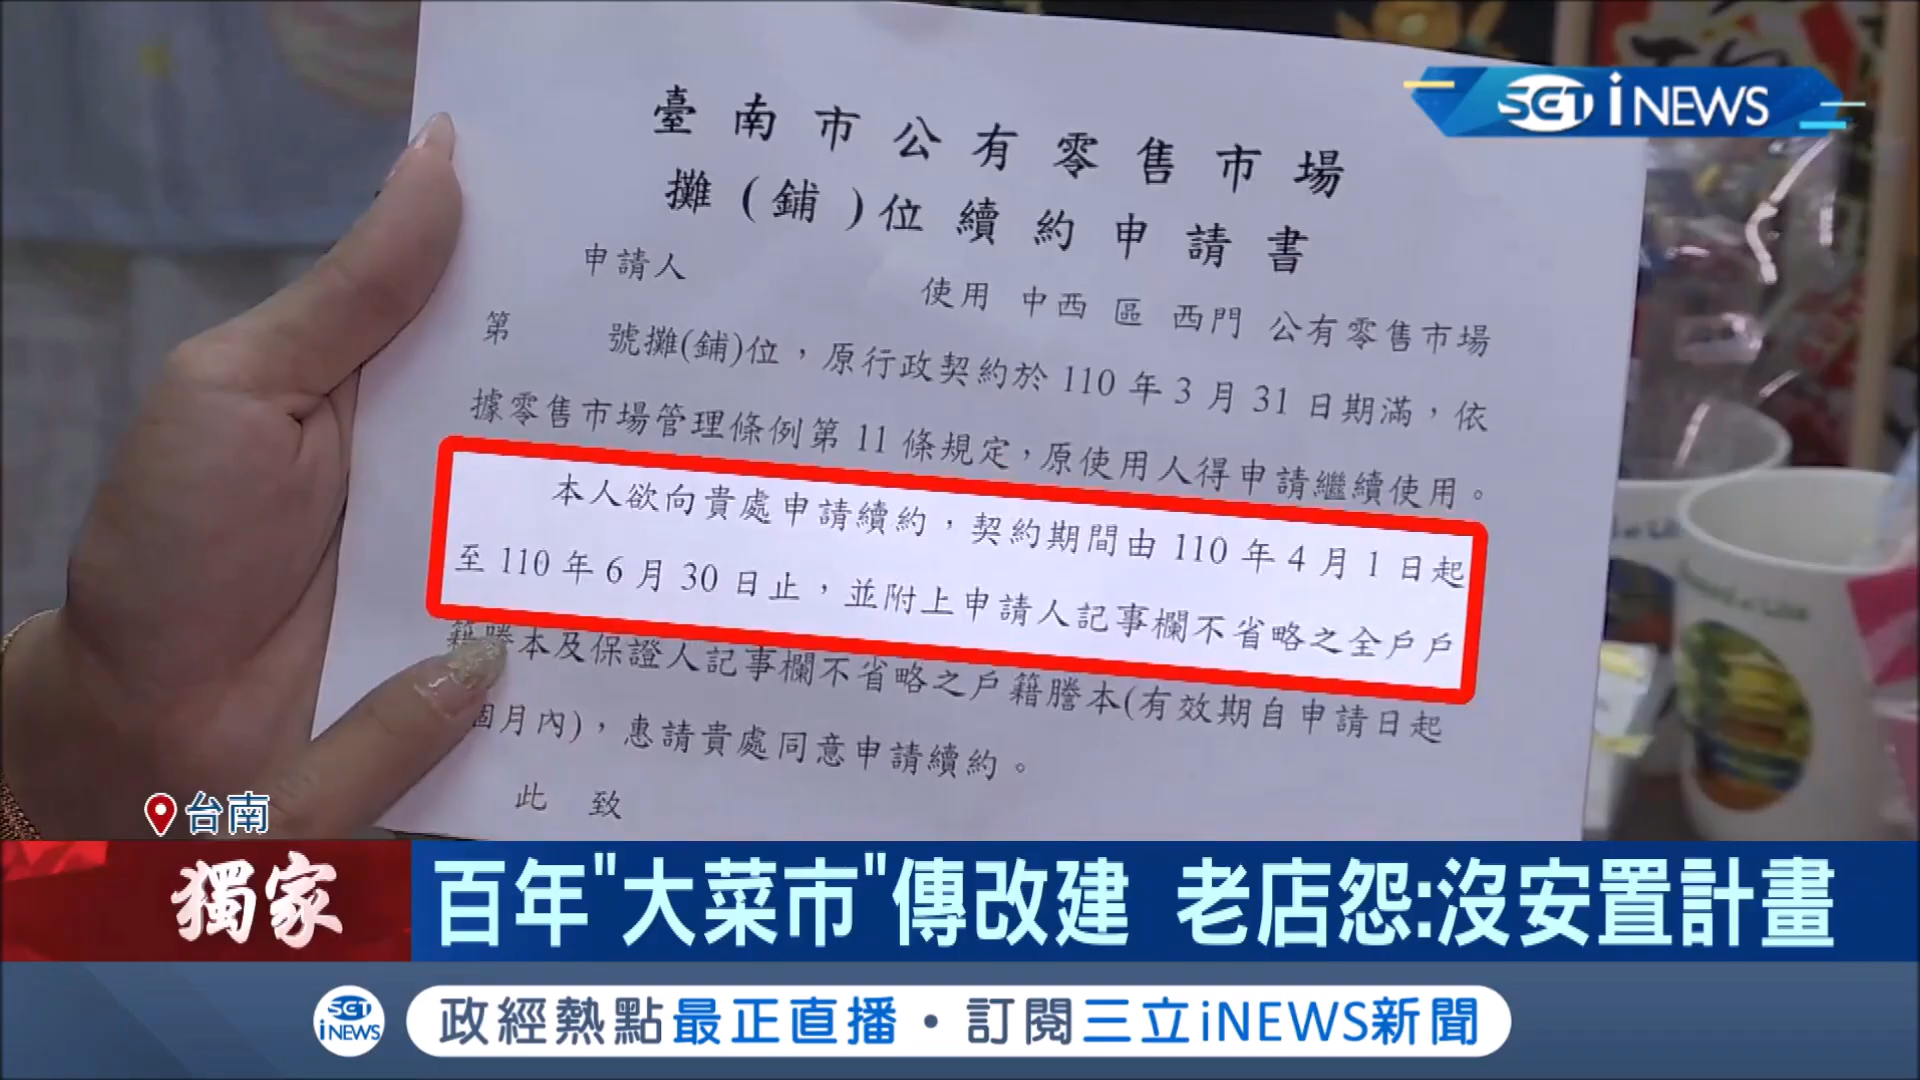 SET iNEWS
臺南市公有零售市場
攤(鋪)位續約申請書
申請人 使用 中西 區 西門 公有零售市場
第 號攤(鋪)位，原行政契約於 110 年 3 月 31 日期滿，依
據零售市場管理條例第 11 條規定，原使用人得申請繼續使用。
本人欲向貴處申請續約，契約期間由 110 年 4 月 1 日起
至 110 年 6 月 30 日止，並附上申請人記事欄不省略之全戶戶
籍謄本及保證人記事欄不省略之戶籍謄本(有效期自申請日起
個月內)，惠請貴處同意申請續約。
此 致
台南
獨家
百年"大菜市"傳改建 老店怨:沒安置計畫
SET iNEWS
政經熱點最正直播・訂閱三立iNEWS新聞